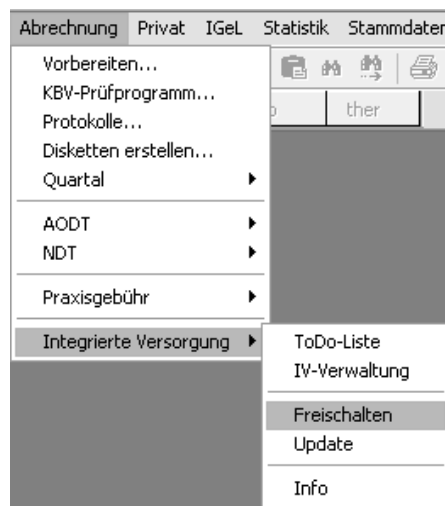 Abrechnung Privat IGeL Statistik Stammdaten
Vorbereiten...
KBV-Prüfprogramm...
Protokolle...
Disketten erstellen...
Quartal
AODT
NDT
Praxisgebühr
Integrierte Versorgung
ther
ToDo-Liste
IV-Verwaltung
Freischalten
Update
Info